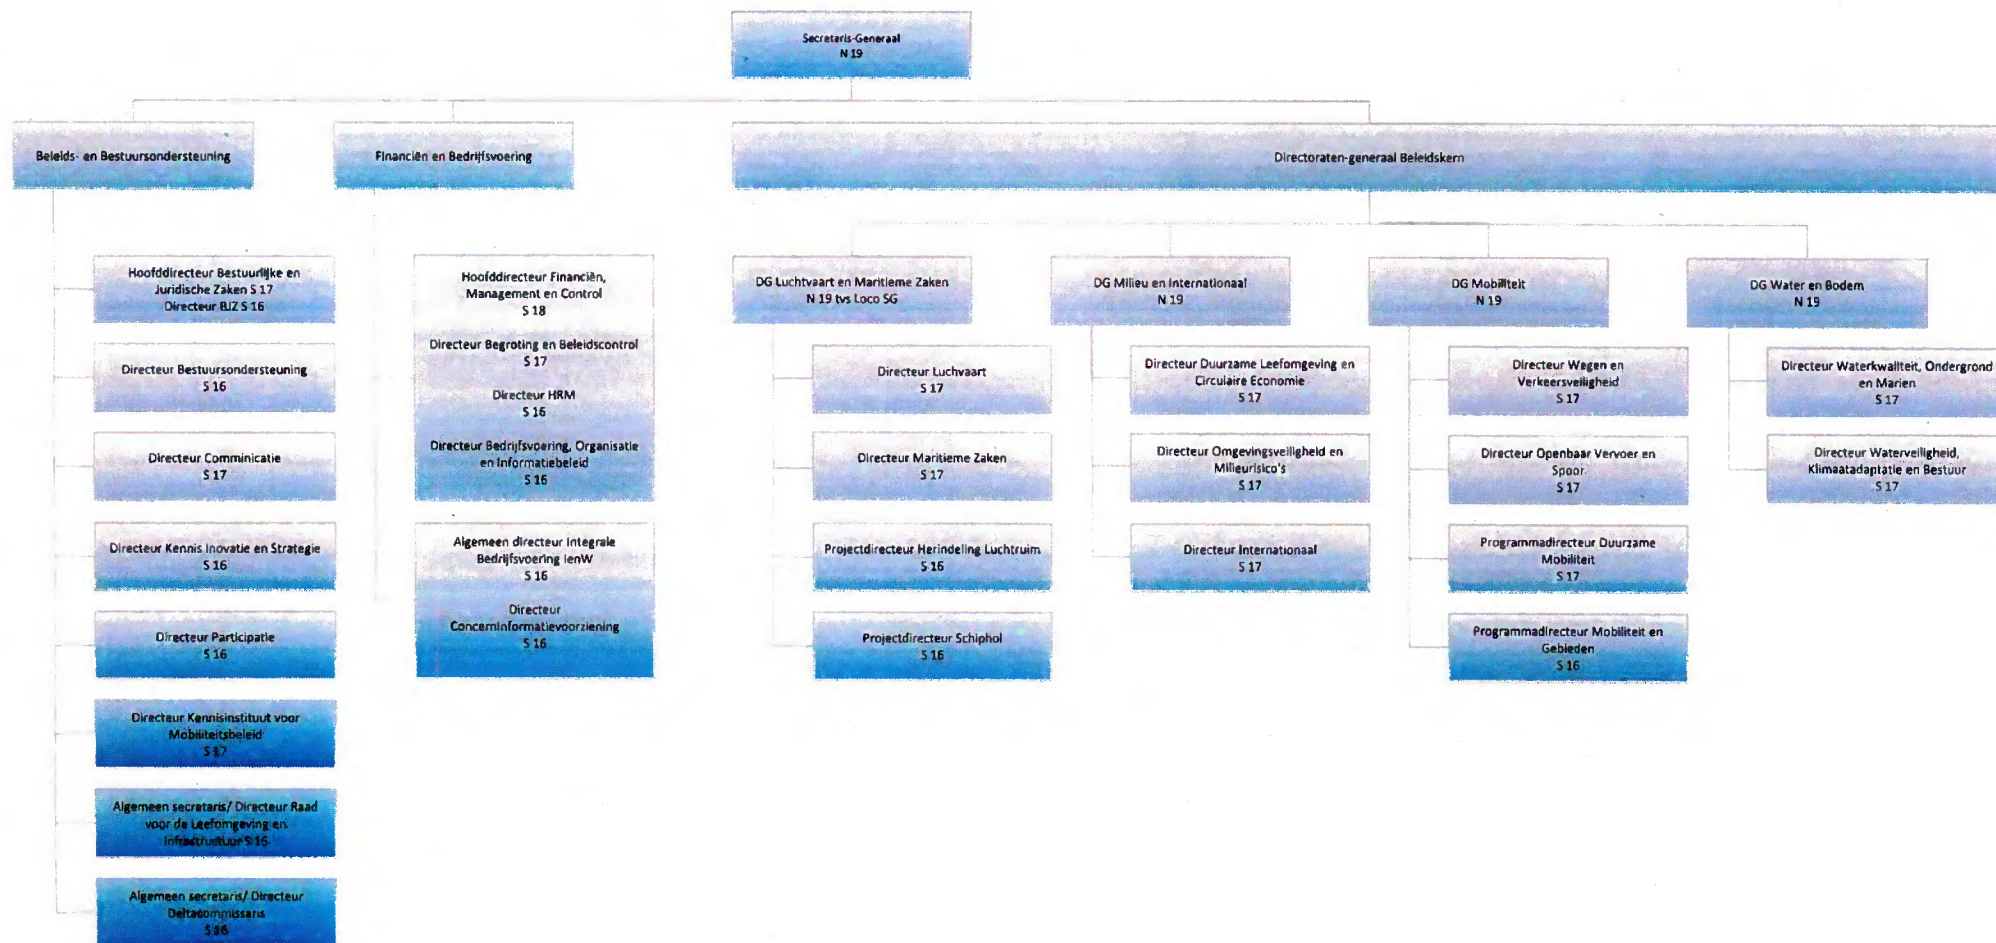 Secretaris-Generaal
N 19
Beleids- en Bestuursondersteuning
Financiën en Bedrijfsvoering
Directoraten-generaal Beleidskern
Hoofddirecteur Bestuurlijke en
Juridische Zaken S 17
Directeur BJZ S 16
Directeur Bestuursondersteuning
S 16
Directeur Comminicatie
S 17
Directeur Kennis Inovatie en Strategie
S 16
Directeur Participatie
S 16
Directeur Kennisinstituut voor
Mobiliteitsbeleid
S 17
Algemeen secretaris/ Directeur Raad
voor de Leefomgeving en
Infrastructuur S 16
Algemeen secretaris/ Directeur
Deltacommissaris
S 16
Hoofddirecteur Financiën,
Management en Control
S 18
Directeur Begroting en Beleidscontrol
S 17
Directeur HRM
S 16
Directeur Bedrijfsvoering, Organisatie
en Informatiebeleid
S 16
Algemeen directeur Integrale
Bedrijfsvoering IenW
S 16
Directeur
ConcernInformatievoorziening
S 16
DG Luchtvaart en Maritieme Zaken
N 19 tvs Loco SG
Directeur Luchvaart
S 17
Directeur Maritieme Zaken
S 17
Projectdirecteur Herindeling Luchtruim
S 16
Projectdirecteur Schiphol
S 16
DG Milieu en Internationaal
N 19
Directeur Duurzame Leefomgeving en
Circulaire Economie
S 17
Directeur Omgevingsveiligheid en
Milieurisico's
S 17
Directeur Internationaal
S 17
DG Mobiliteit
N 19
Directeur Wegen en
Verkeersveiligheid
S 17
Directeur Openbaar Vervoer en
Spoor
S 17
Programmadirecteur Duurzame
Mobiliteit
S 17
Programmadirecteur Mobiliteit en
Gebieden
S 16
DG Water en Bodem
N 19
Directeur Waterkwaliteit, Ondergrond
en Marien
S 17
Directeur Waterveiligheid,
Klimaatadaptatie en Bestuur
S 17